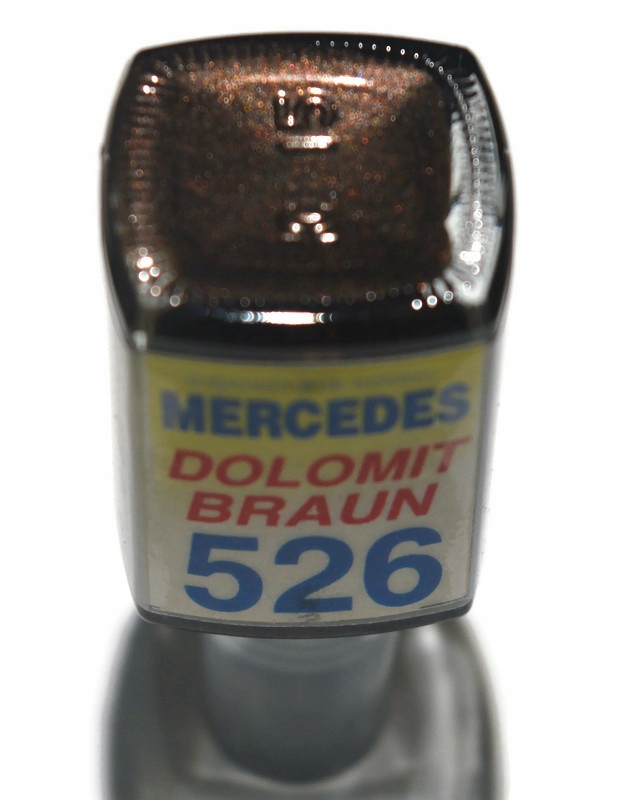 MERCEDES
DOLOMIT
BRAUN
526